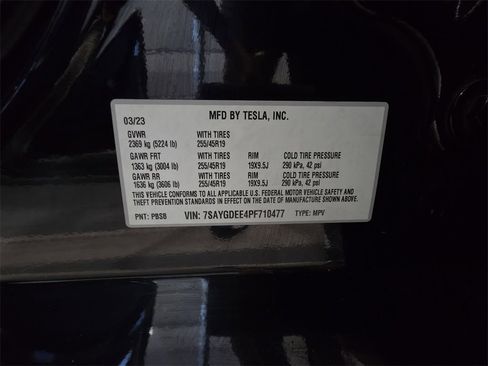 03/23 MFD BY TESLA, INC.
GVWR WITH TIRES
2369 kg (5224 lb) 255/45R19
GAWR FRT WITH TIRES RIM COLD TIRE PRESSURE
1363 kg (3004 lb) 255/45R19 19X9.5J 290 kPa, 42 psi
GAWR RR WITH TIRES RIM COLD TIRE PRESSURE
1636 kg (3606 lb) 255/45R19 19X9.5J 290 kPa, 42 psi
THIS VEHICLE CONFORMS TO ALL APPLICABLE U.S. FEDERAL MOTOR VEHICLE SAFETY AND
THEFT PREVENTION STANDARDS IN EFFECT ON THE DATE OF MANUFACTURE SHOWN ABOVE.
PNT: PBSB VIN: 7SAYGDEE4PF710477 TYPE: MPV